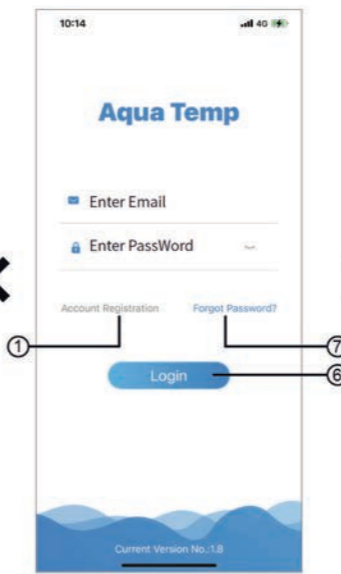 10:14 4G
Aqua Temp
Enter Email
Enter PassWord
Account Registration Forgot Password?
① ⑦
Login ⑥
Current Version No.:1.8